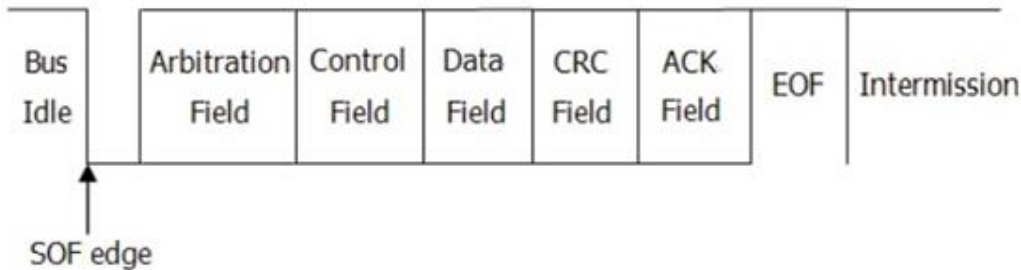 Bus Idle
Arbitration Field
Control Field
Data Field
CRC Field
ACK Field
EOF
Intermission
SOF edge